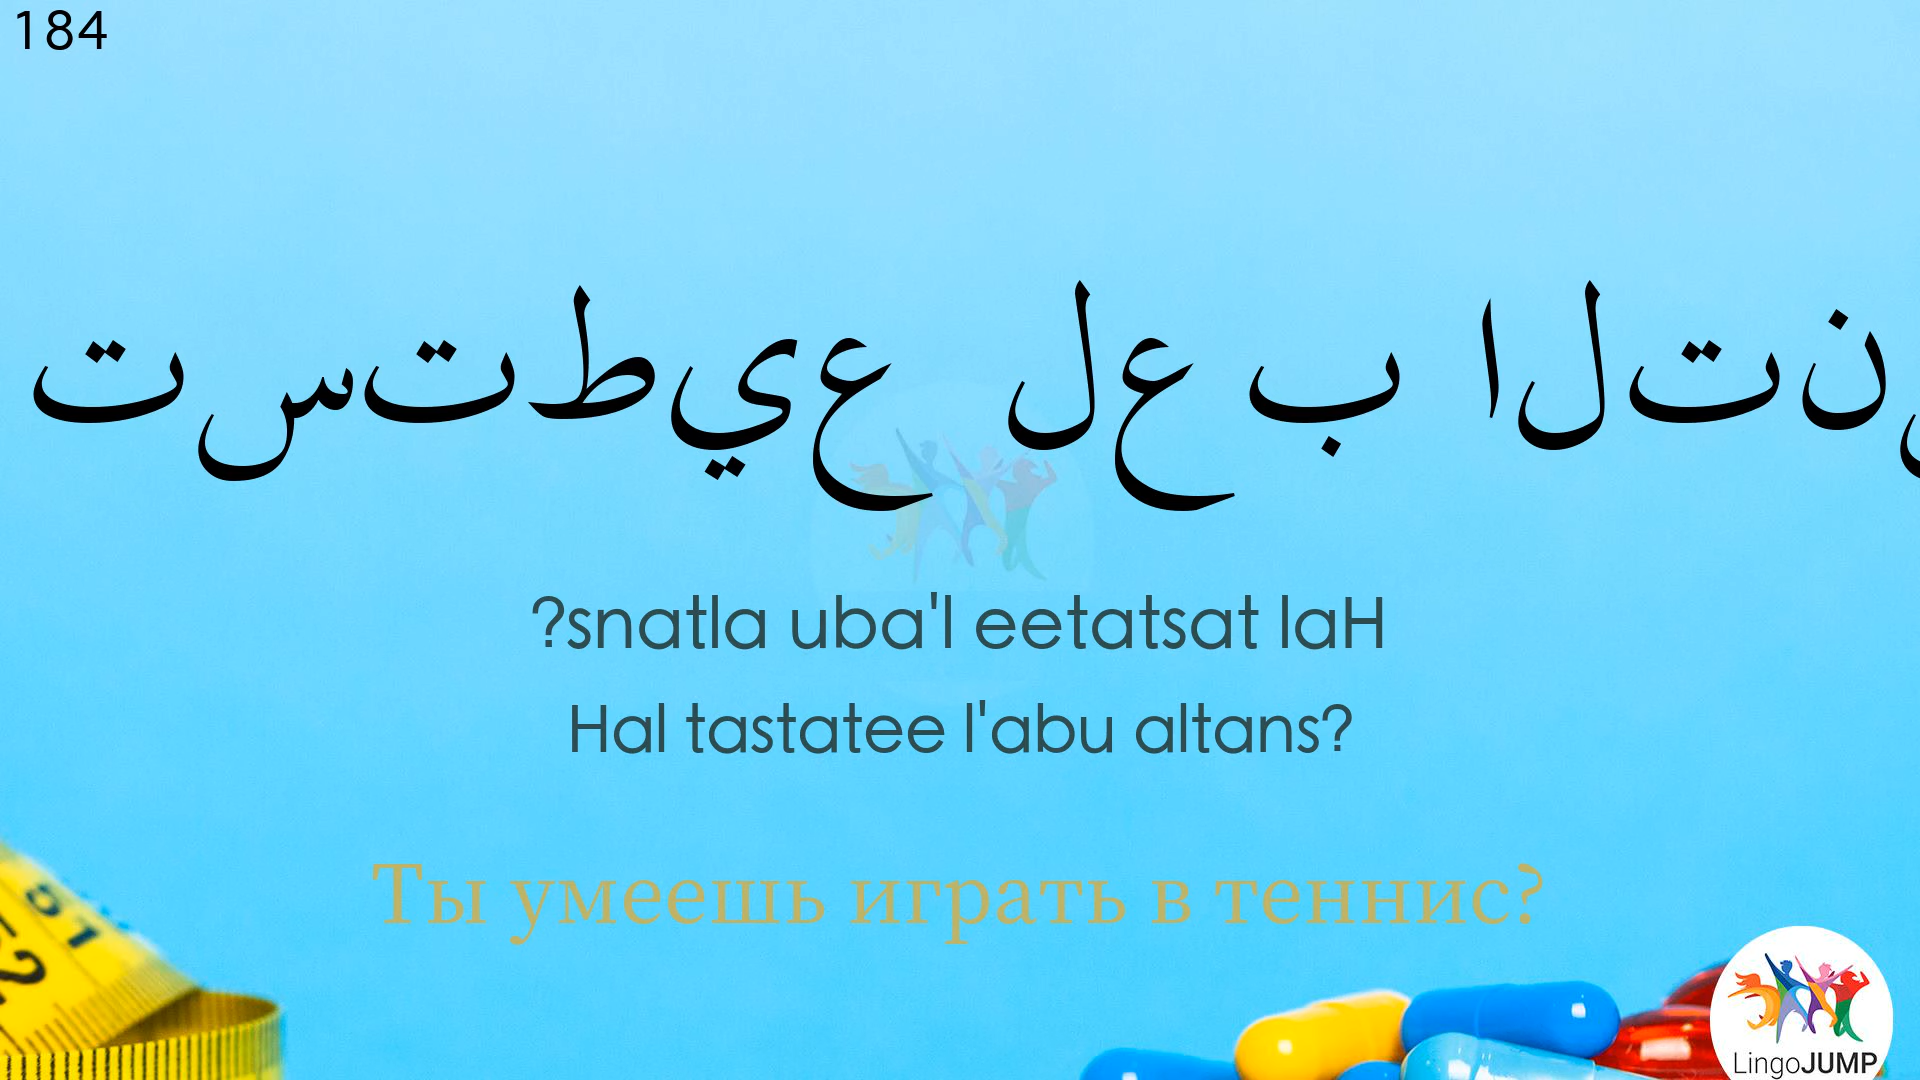 184
تستطيع لعب التن
?snatla uba'l eetatsat laH
Hal tastatee l'abu altans?
Ты умеешь играть в теннис?
LingoJUMP